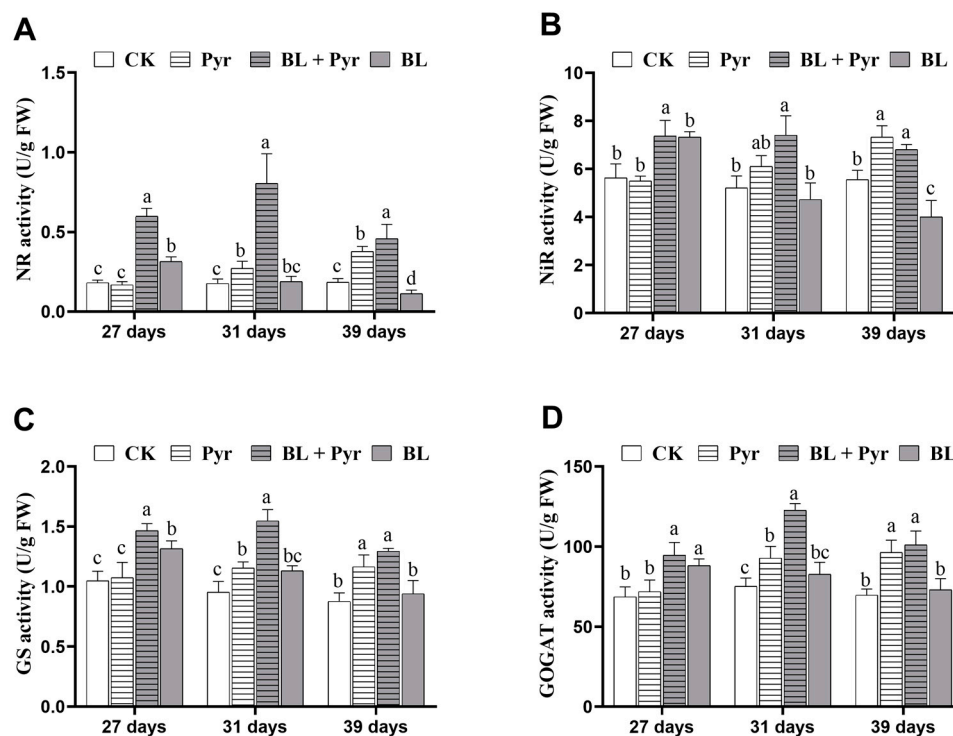 A
CK Pyr BL + Pyr BL
NR activity (U/g FW)
1.5
1.0
0.5
0.0
c c a b
c b a bc
c b a d
27 days 31 days 39 days
B
CK Pyr BL + Pyr BL
NiR activity (U/g FW)
10
8
6
4
2
0
b b a b
b ab a b
b a a c
27 days 31 days 39 days
C
CK Pyr BL + Pyr BL
GS activity (U/g FW)
2.0
1.5
1.0
0.5
0.0
c c a b
c b a bc
b a a b
27 days 31 days 39 days
D
CK Pyr BL + Pyr BL
GOGAT activity (U/g FW)
150
100
50
0
b b a a
c b a bc
b a a b
27 days 31 days 39 days